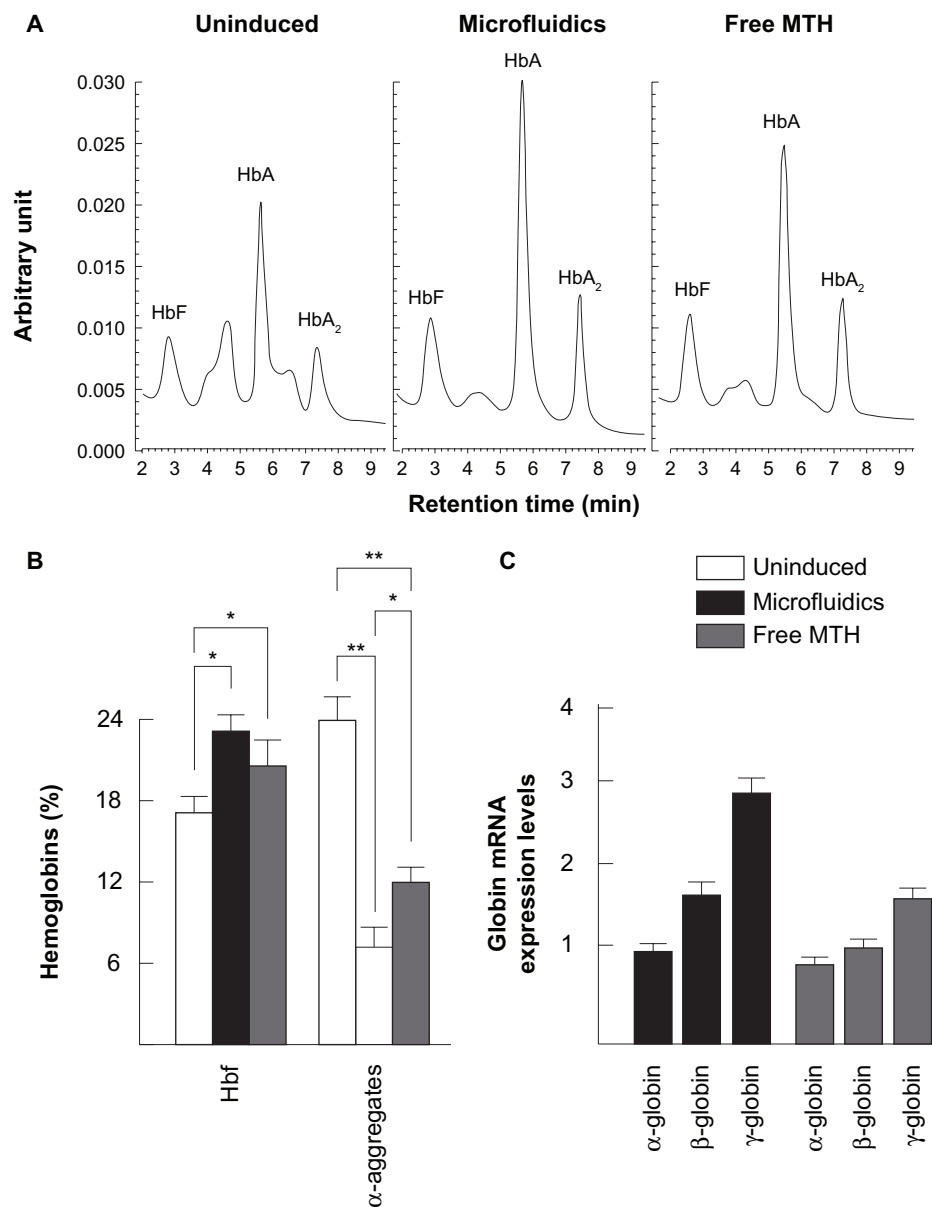 A
Uninduced
Microfluidics
Free MTH
Arbitrary unit
0.030
0.025
0.020
0.015
0.010
0.005
0.000
HbF
HbA
HbA2
HbF
HbA
HbA2
HbF
HbA
HbA2
2 3 4 5 6 7 8 9
2 3 4 5 6 7 8 9
2 3 4 5 6 7 8 9
Retention time (min)
B
Hemoglobins (%)
24
18
12
6
*
*
**
*
**
Hbf
α-aggregates
C
Uninduced
Microfluidics
Free MTH
Globin mRNA
expression levels
4
3
2
1
α-globin
β-globin
γ-globin
α-globin
β-globin
γ-globin